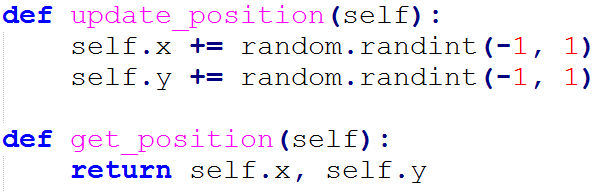 def update_position(self):
    self.x += random.randint(-1, 1)
    self.y += random.randint(-1, 1)

def get_position(self):
    return self.x, self.y